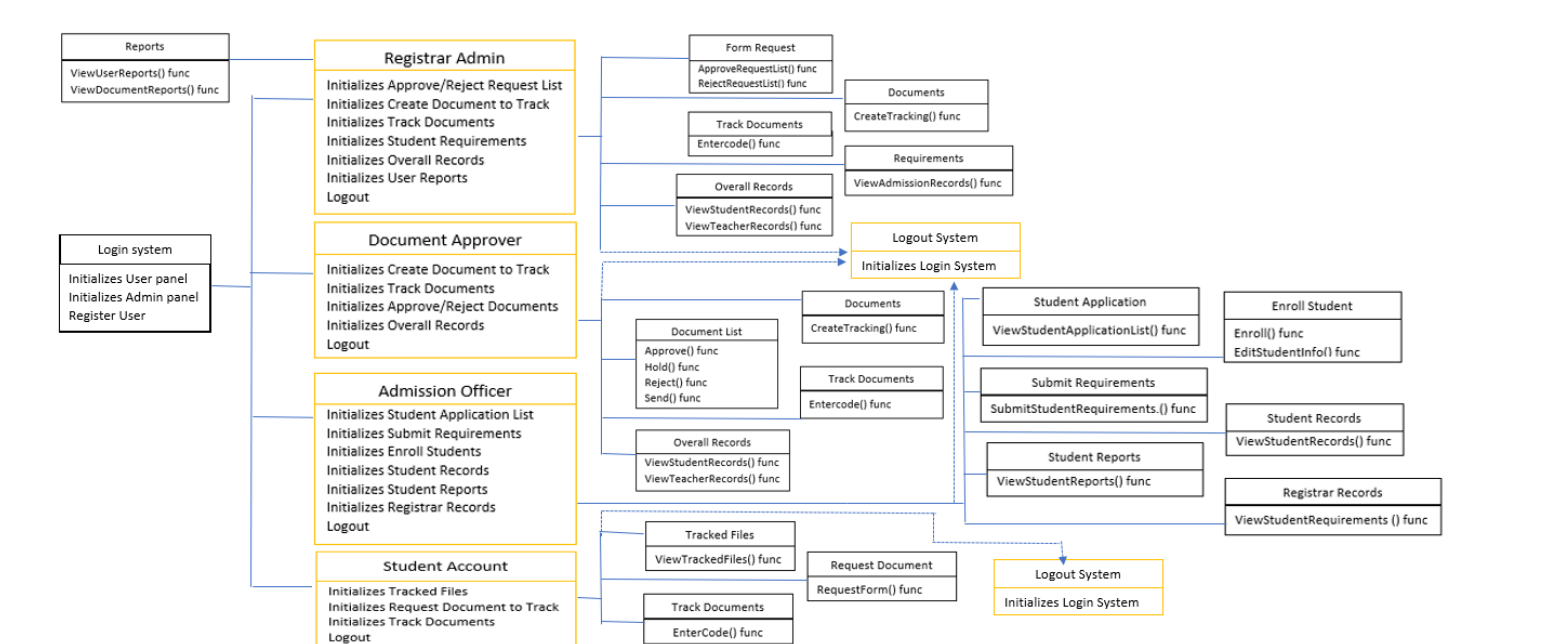 Reports
ViewUserReports() func
ViewDocumentReports() func
Login system
Initializes User panel
Initializes Admin panel
Register User
Registrar Admin
Initializes Approve/Reject Request List
Initializes Create Document to Track
Initializes Track Documents
Initializes Student Requirements
Initializes Overall Records
Initializes User Reports
Logout
Form Request
ApproveRequestList() func
RejectRequestList() func
Documents
CreateTracking() func
Track Documents
Entercode() func
Requirements
ViewAdmissionRecords() func
Overall Records
ViewStudentRecords() func
ViewTeacherRecords() func
Logout System
Initializes Login System
Document Approver
Initializes Create Document to Track
Initializes Track Documents
Initializes Approve/Reject Documents
Initializes Overall Records
Logout
Documents
CreateTracking() func
Document List
Approve() func
Hold() func
Reject() func
Send() func
Track Documents
Entercode() func
Overall Records
ViewStudentRecords() func
ViewTeacherRecords() func
Admission Officer
Initializes Student Application List
Initializes Submit Requirements
Initializes Enroll Students
Initializes Student Records
Initializes Student Reports
Initializes Registrar Records
Logout
Student Application
ViewStudentApplicationList() func
Enroll Student
Enroll() func
EditStudentInfo() func
Submit Requirements
SubmitStudentRequirements.() func
Student Records
ViewStudentRecords() func
Student Reports
ViewStudentReports() func
Registrar Records
ViewStudentRequirements () func
Student Account
Initializes Tracked Files
Initializes Request Document to Track
Initializes Track Documents
Logout
Tracked Files
ViewTrackedFiles() func
Request Document
RequestForm() func
Track Documents
EnterCode() func
Logout System
Initializes Login System